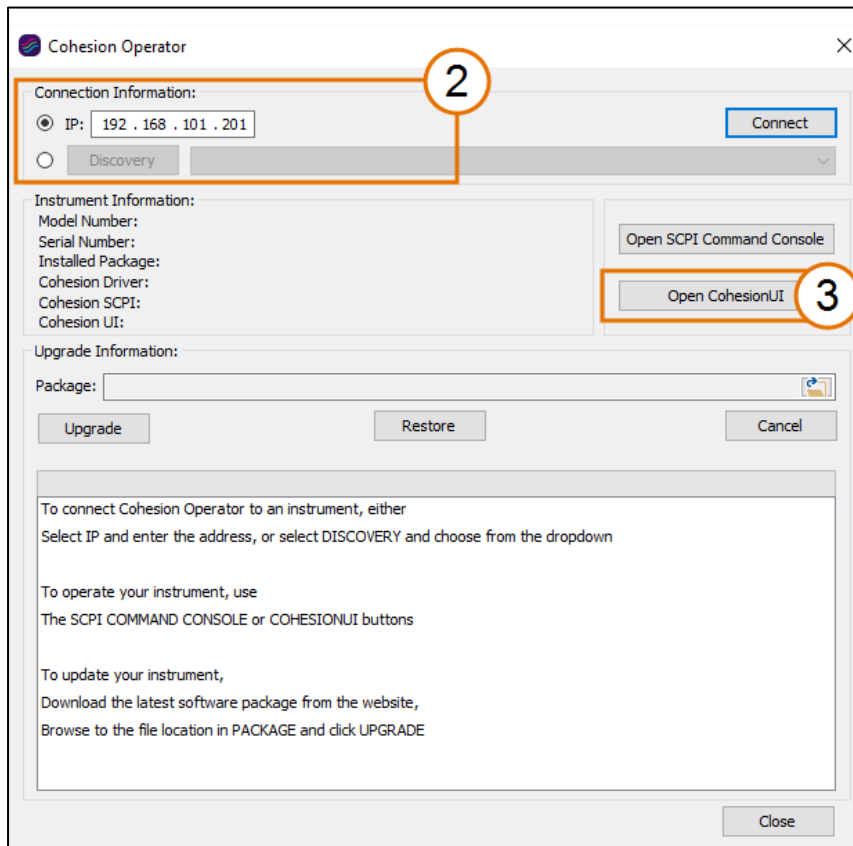 Cohesion Operator
2
Connection Information:
IP: 192 . 168 . 101 . 201
Connect
Discovery
Instrument Information:
Model Number:
Serial Number:
Installed Package:
Cohesion Driver:
Cohesion SCPI:
Cohesion UI:
Open SCPI Command Console
Open CohesionUI
3
Upgrade Information:
Package:
Upgrade
Restore
Cancel
To connect Cohesion Operator to an instrument, either
Select IP and enter the address, or select DISCOVERY and choose from the dropdown
To operate your instrument, use
The SCPI COMMAND CONSOLE or COHESIONUI buttons
To update your instrument,
Download the latest software package from the website,
Browse to the file location in PACKAGE and click UPGRADE
Close